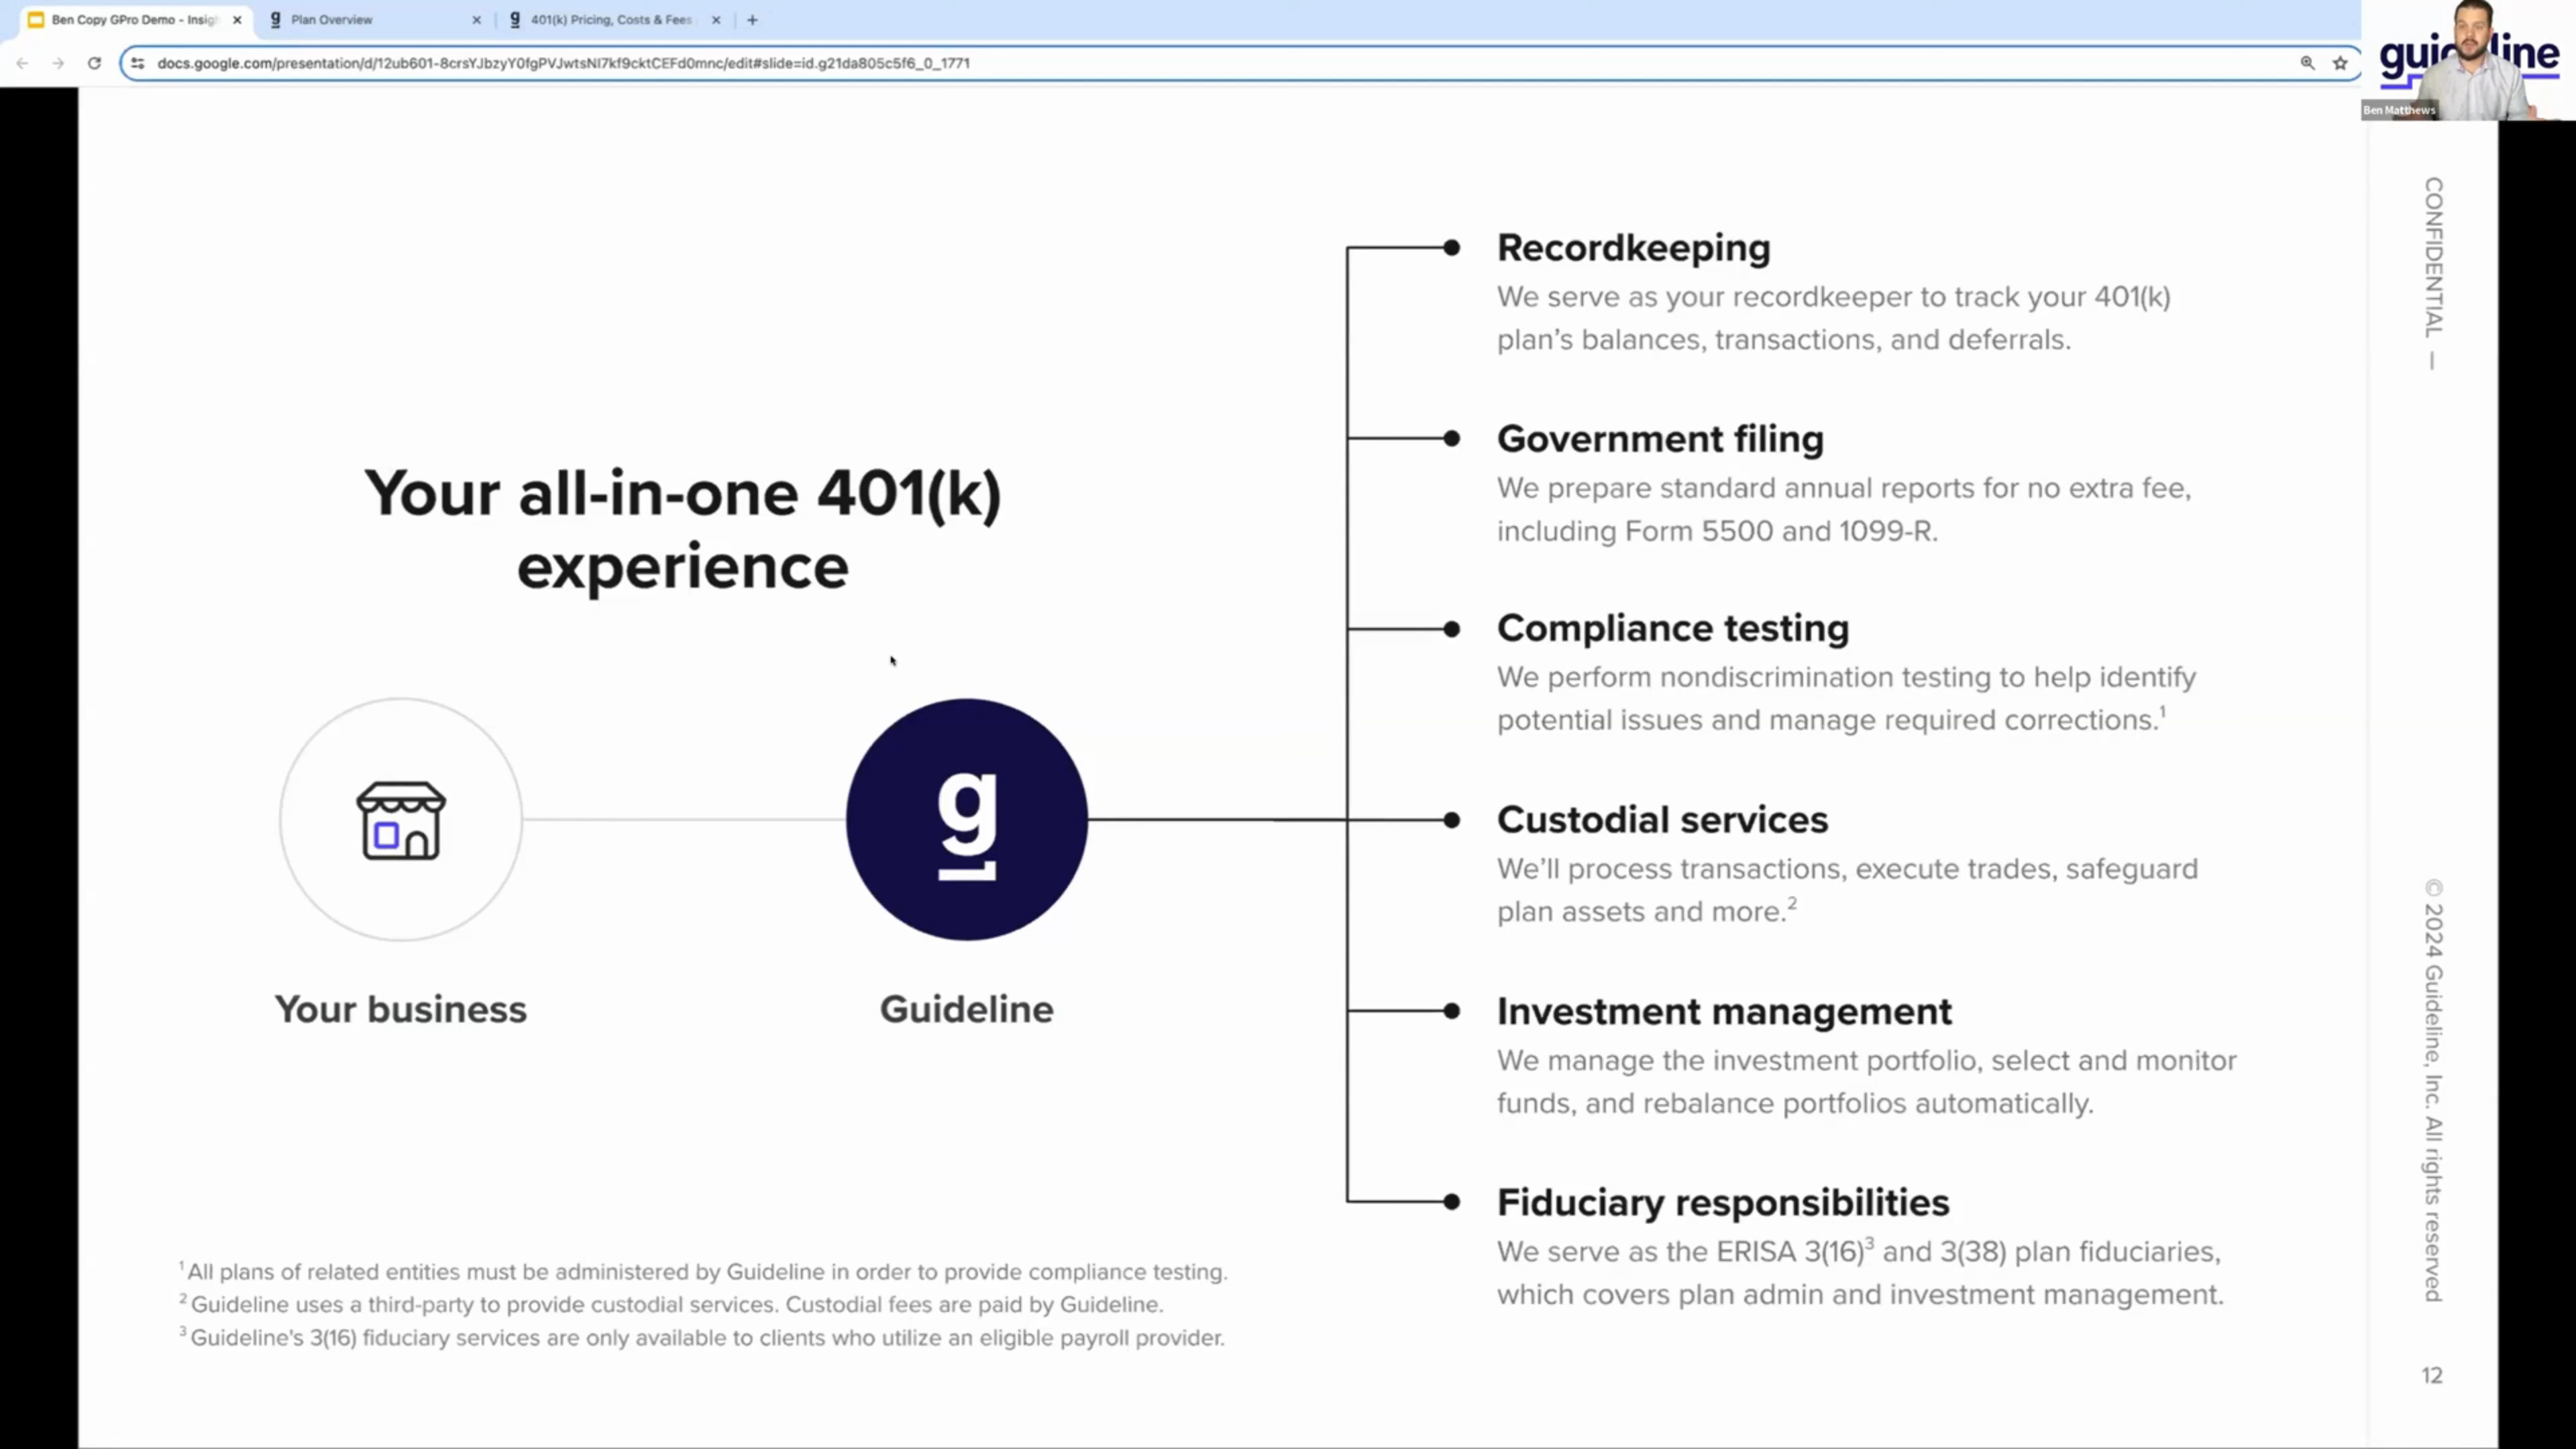 Ben Copy GPro Demo - Insig
Plan Overview
401(k) Pricing, Costs & Fees
docs.google.com/presentation/d/12ub601-8crsYJbzyY0fgPVJwtsNI7kf9cktCEFd0mnc/edit#slide=id.g21da805c5f6_0_1771
guideline
Ben Matthews
CONFIDENTIAL —
Your all-in-one 401(k)
experience
g
Your business
Guideline
Recordkeeping
We serve as your recordkeeper to track your 401(k)
plan’s balances, transactions, and deferrals.
Government filing
We prepare standard annual reports for no extra fee,
including Form 5500 and 1099-R.
Compliance testing
We perform nondiscrimination testing to help identify
potential issues and manage required corrections.¹
Custodial services
We’ll process transactions, execute trades, safeguard
plan assets and more.²
Investment management
We manage the investment portfolio, select and monitor
funds, and rebalance portfolios automatically.
Fiduciary responsibilities
We serve as the ERISA 3(16)³ and 3(38) plan fiduciaries,
which covers plan admin and investment management.
¹ All plans of related entities must be administered by Guideline in order to provide compliance testing.
² Guideline uses a third-party to provide custodial services. Custodial fees are paid by Guideline.
³ Guideline's 3(16) fiduciary services are only available to clients who utilize an eligible payroll provider.
© 2024 Guideline, Inc. All rights reserved
12